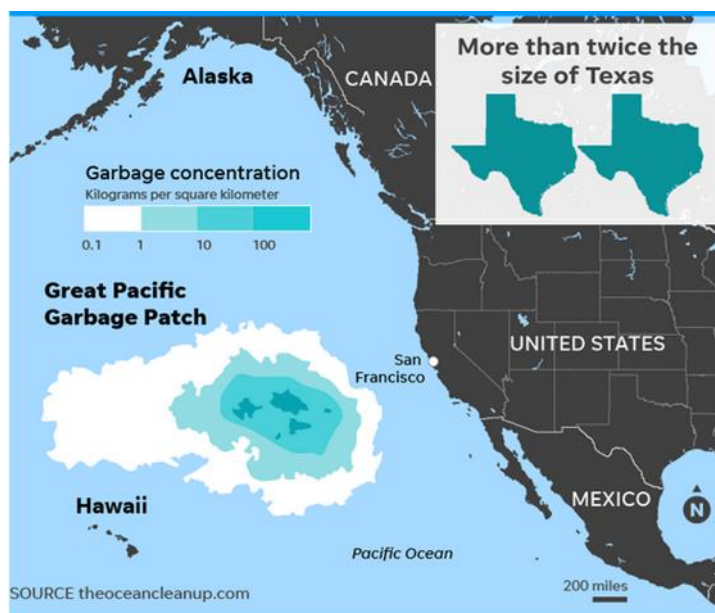 More than twice the
size of Texas
Alaska
CANADA
Garbage concentration
Kilograms per square kilometer
0.1 1 10 100
Great Pacific
Garbage Patch
San
Francisco
UNITED STATES
Hawaii
MEXICO
N
Pacific Ocean
200 miles
SOURCE theoceancleanup.com